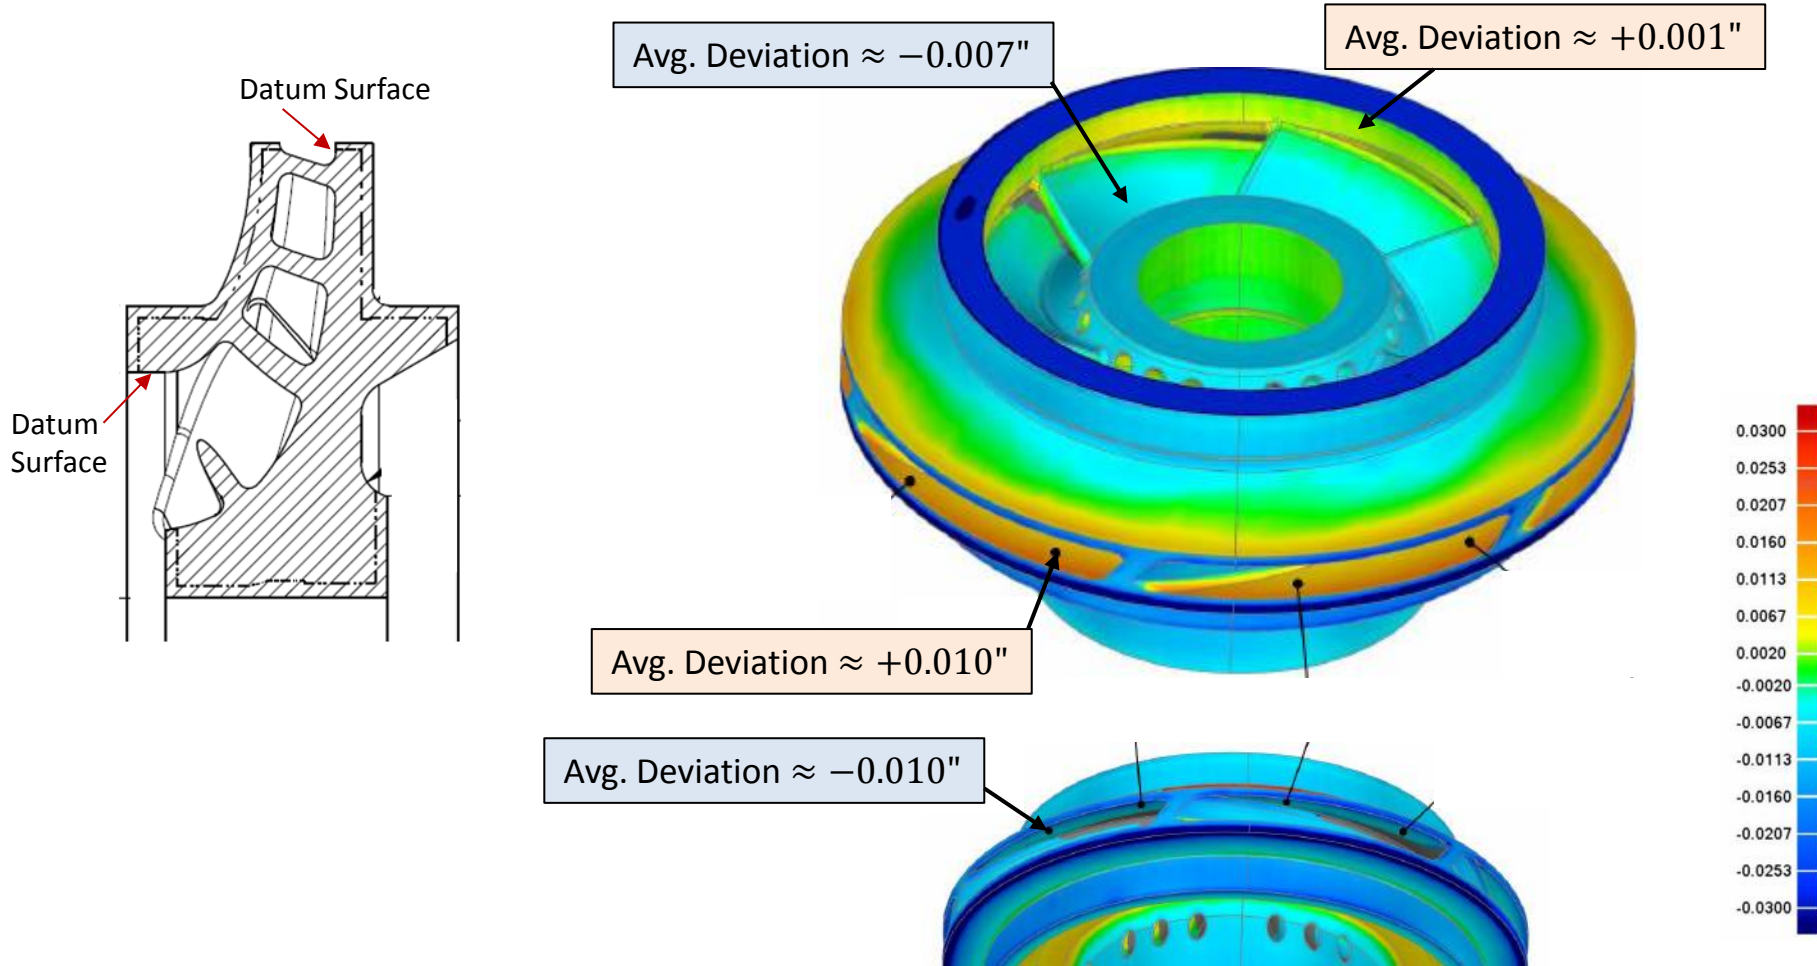 Avg. Deviation ≈ −0.007"
Avg. Deviation ≈ +0.001"
Datum Surface
Datum
Surface
Avg. Deviation ≈ +0.010"
Avg. Deviation ≈ −0.010"
0.0300
0.0253
0.0207
0.0160
0.0113
0.0067
0.0020
-0.0020
-0.0067
-0.0113
-0.0160
-0.0207
-0.0253
-0.0300